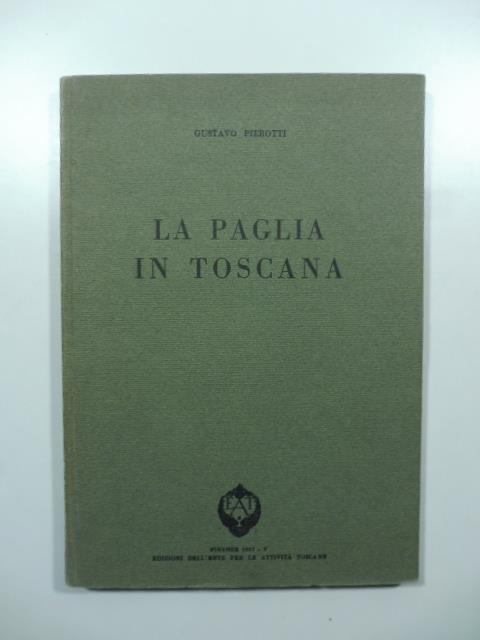 GUSTAVO PIEROTTI
LA PAGLIA
IN TOSCANA
EAT
FIRENZE 1927 - V
EDIZIONI DELL'ENTE PER LE ATTIVITÀ TOSCANE